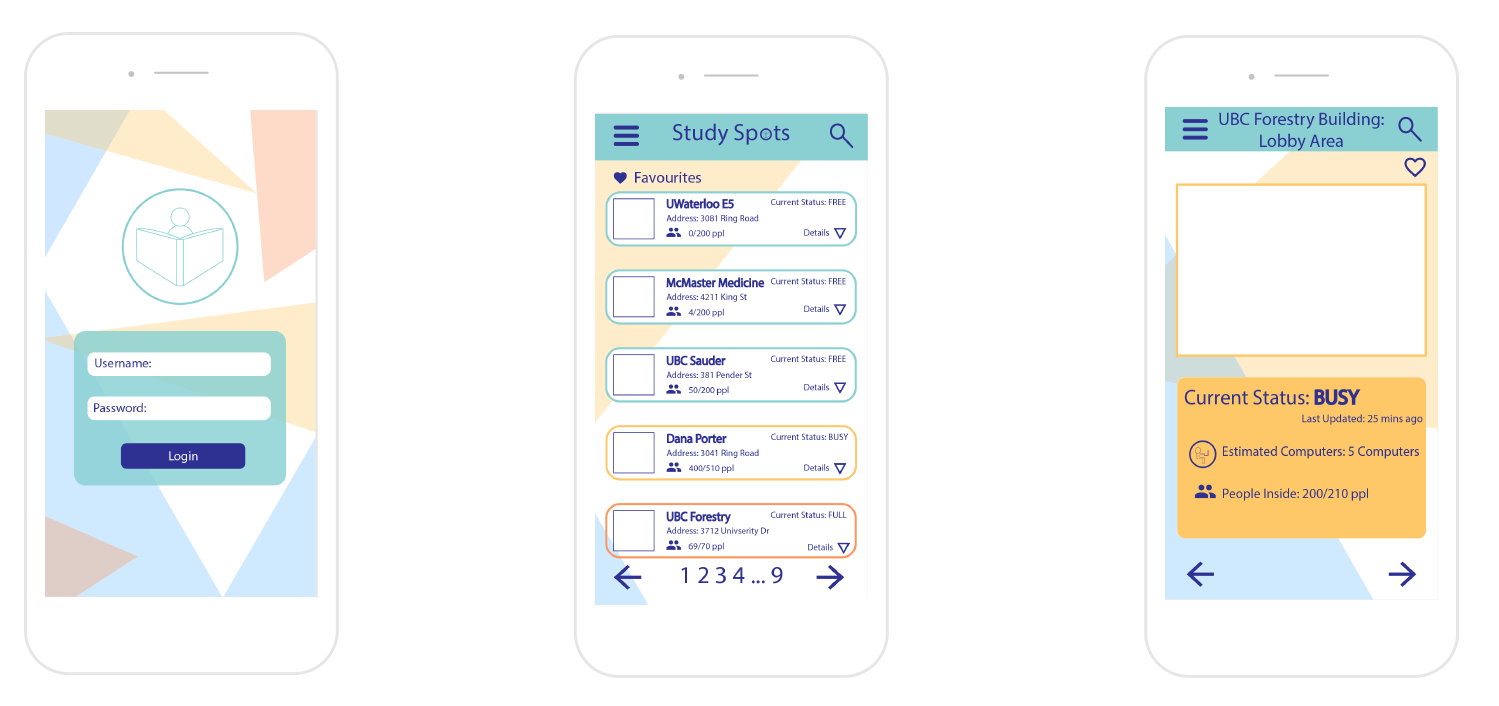 Username:
Password:
Login
Study Spots
Favourites
UWaterloo E5
Current Status: FREE
Address: 3081 Ring Road
0/200 ppl
Details
McMaster Medicine
Current Status: FREE
Address: 4211 King St
4/200 ppl
Details
UBC Sauder
Current Status: FREE
Address: 381 Pender St
50/200 ppl
Details
Dana Porter
Current Status: BUSY
Address: 3041 Ring Road
400/510 ppl
Details
UBC Forestry
Current Status: FULL
Address: 3712 Univserity Dr
69/70 ppl
Details
1 2 3 4 ... 9
UBC Forestry Building:
Lobby Area
Current Status: BUSY
Last Updated: 25 mins ago
Estimated Computers: 5 Computers
People Inside: 200/210 ppl